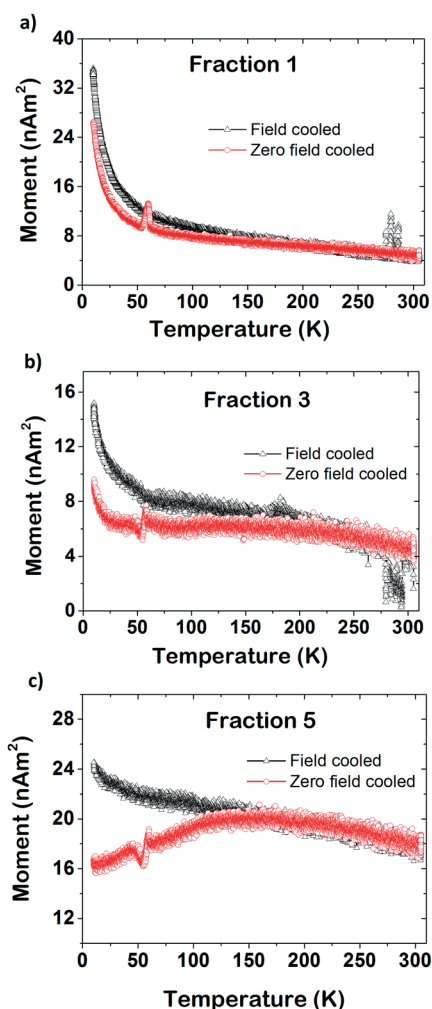 a)
40
32
24
16
8
0
Moment (nAm²)
Fraction 1
Field cooled
Zero field cooled
0 50 100 150 200 250 300
Temperature (K)
b)
16
12
8
4
0
Moment (nAm²)
Fraction 3
Field cooled
Zero field cooled
0 50 100 150 200 250 300
Temperature (K)
c)
28
24
20
16
12
Moment (nAm²)
Fraction 5
Field cooled
Zero field cooled
0 50 100 150 200 250 300
Temperature (K)